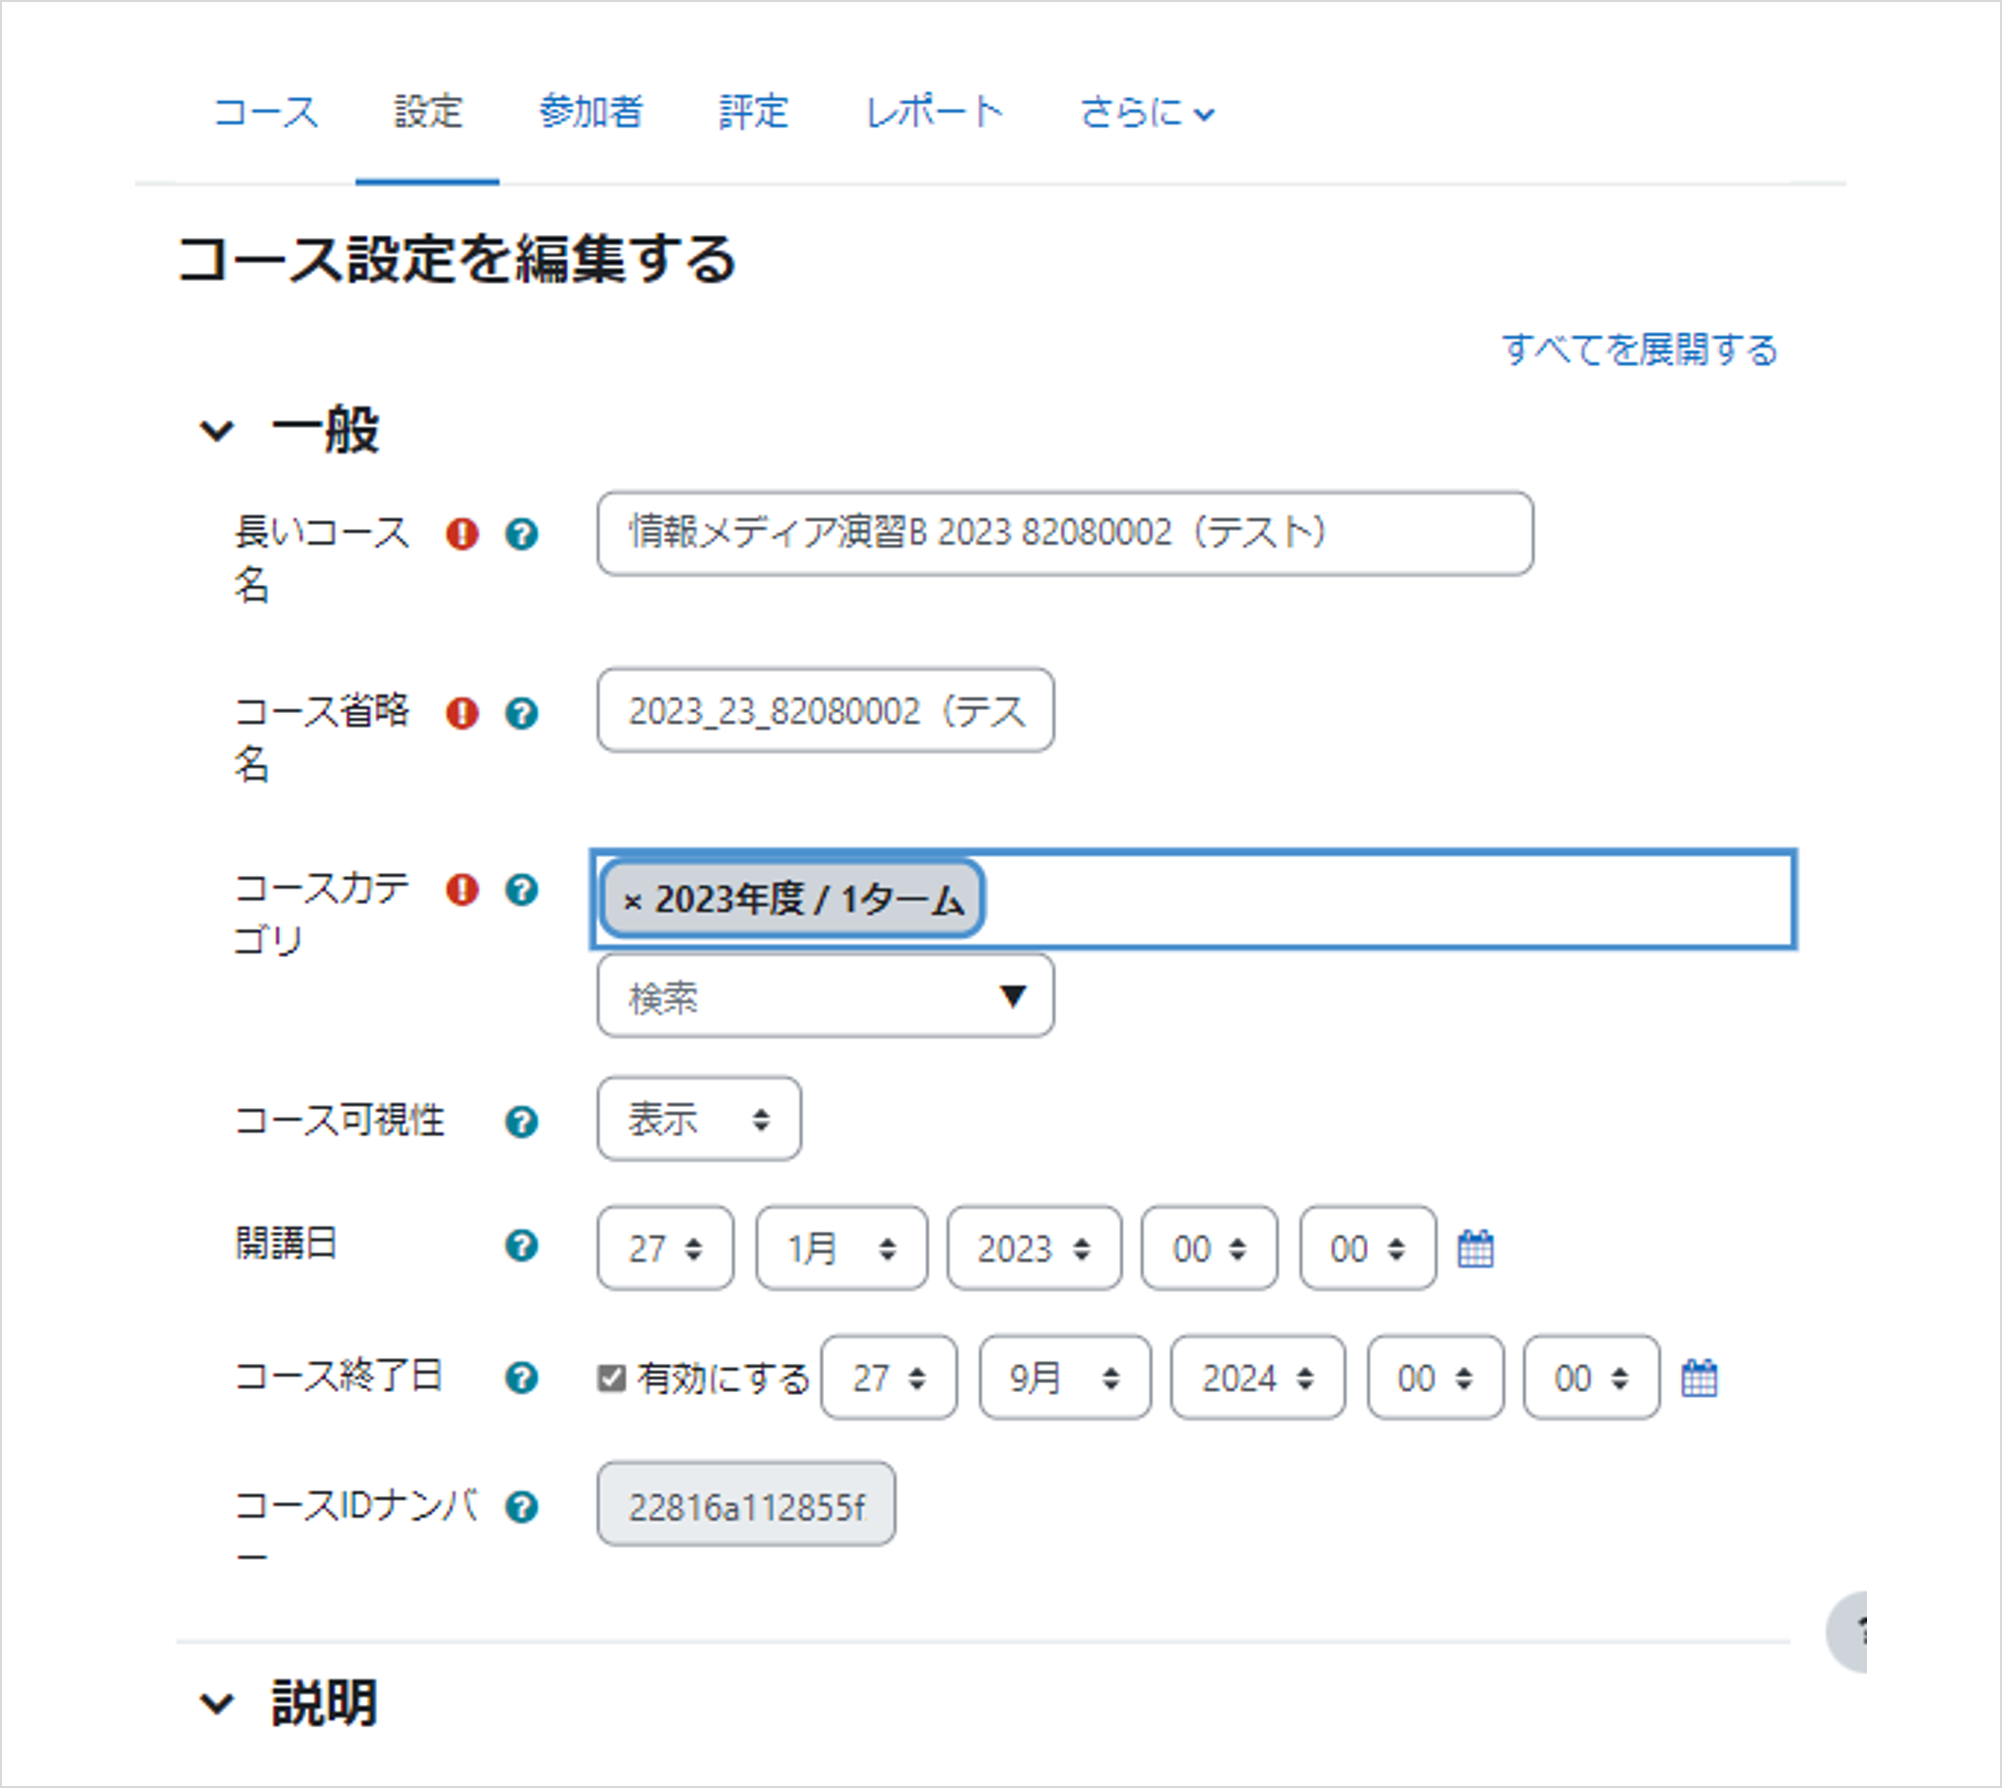 コース 設定 参加者 評定 レポート さらに
コース設定を編集する
すべてを展開する
一般
長いコース名 情報メディア演習B 2023 82080002（テスト）
コース省略名 2023_23_82080002（テス
コースカテゴリ × 2023年度 / 1ターム
検索
コース可視性 表示
開講日 27 1月 2023 00 00
コース終了日 有効にする 27 9月 2024 00 00
コースIDナンバー 22816a112855f
説明